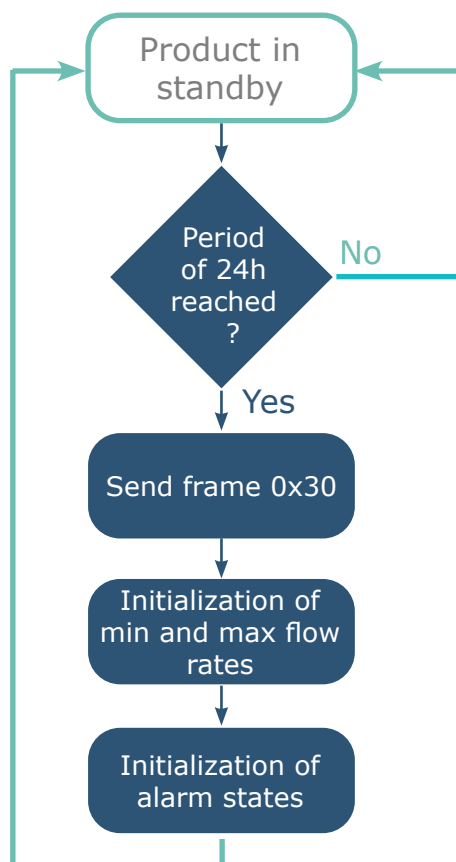 Product in
standby
Period
of 24h
reached
?
No
Yes
Send frame 0x30
Initialization of
min and max flow
rates
Initialization of
alarm states